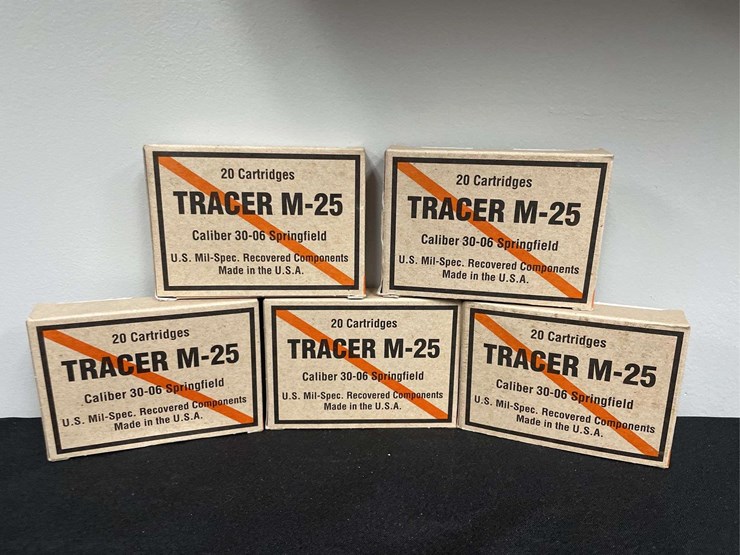 20 Cartridges
TRACER M-25
Caliber 30-06 Springfield
U.S. Mil-Spec. Recovered Components
Made in the U.S.A.
20 Cartridges
TRACER M-25
Caliber 30-06 Springfield
U.S. Mil-Spec. Recovered Components
Made in the U.S.A.
20 Cartridges
TRACER M-25
Caliber 30-06 Springfield
U.S. Mil-Spec. Recovered Components
Made in the U.S.A.
20 Cartridges
TRACER M-25
Caliber 30-06 Springfield
U.S. Mil-Spec. Recovered Components
Made in the U.S.A.
20 Cartridges
TRACER M-25
Caliber 30-06 Springfield
U.S. Mil-Spec. Recovered Components
Made in the U.S.A.